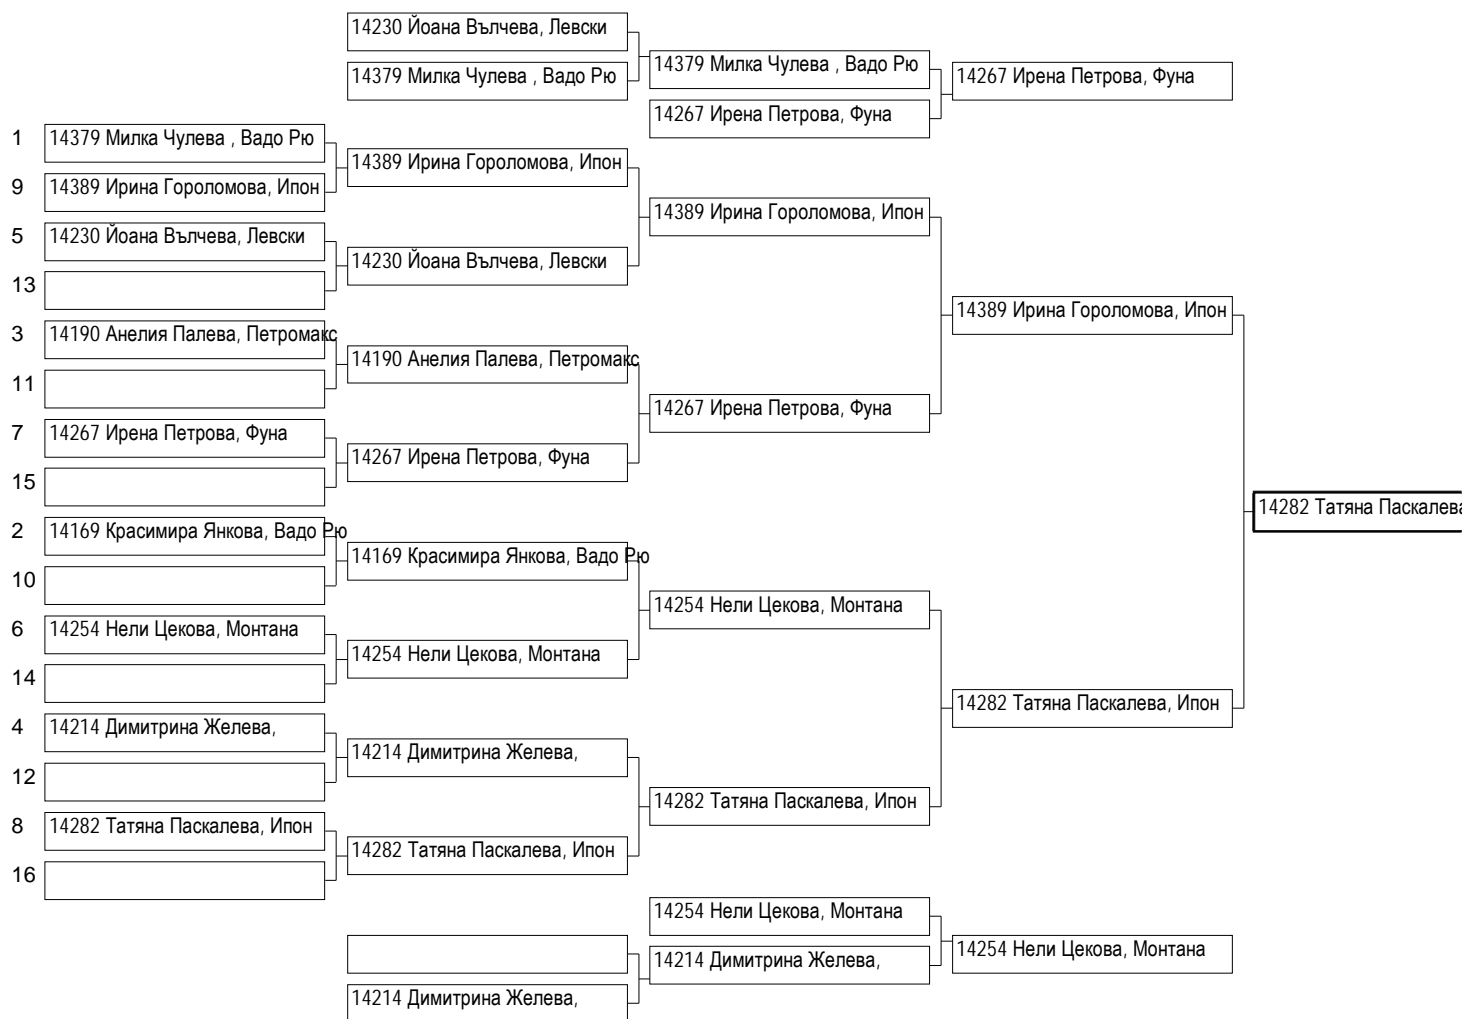 14230 Йоана Вълчева, Левски
14379 Милка Чулева , Вадо Рю
14379 Милка Чулева , Вадо Рю
14267 Ирена Петрова, Фуна
14267 Ирена Петрова, Фуна
1 14379 Милка Чулева , Вадо Рю
14389 Ирина Гороломова, Ипон
9 14389 Ирина Гороломова, Ипон
14389 Ирина Гороломова, Ипон
5 14230 Йоана Вълчева, Левски
14230 Йоана Вълчева, Левски
13
14389 Ирина Гороломова, Ипон
3 14190 Анелия Палева, Петромакс
14190 Анелия Палева, Петромакс
11
14267 Ирена Петрова, Фуна
7 14267 Ирена Петрова, Фуна
14267 Ирена Петрова, Фуна
15
14282 Татяна Паскалева
2 14169 Красимира Янкова, Вадо Рю
14169 Красимира Янкова, Вадо Рю
10
14254 Нели Цекова, Монтана
6 14254 Нели Цекова, Монтана
14254 Нели Цекова, Монтана
14
14282 Татяна Паскалева, Ипон
4 14214 Димитрина Желева,
14214 Димитрина Желева,
12
14282 Татяна Паскалева, Ипон
8 14282 Татяна Паскалева, Ипон
14282 Татяна Паскалева, Ипон
16
14254 Нели Цекова, Монтана
14254 Нели Цекова, Монтана
14214 Димитрина Желева,
14214 Димитрина Желева,